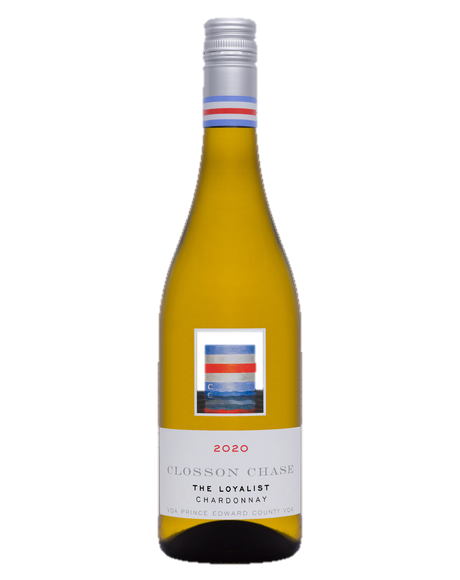 2020
CLOSSON CHASE
THE LOYALIST
CHARDONNAY
VQA PRINCE EDWARD COUNTY VQA